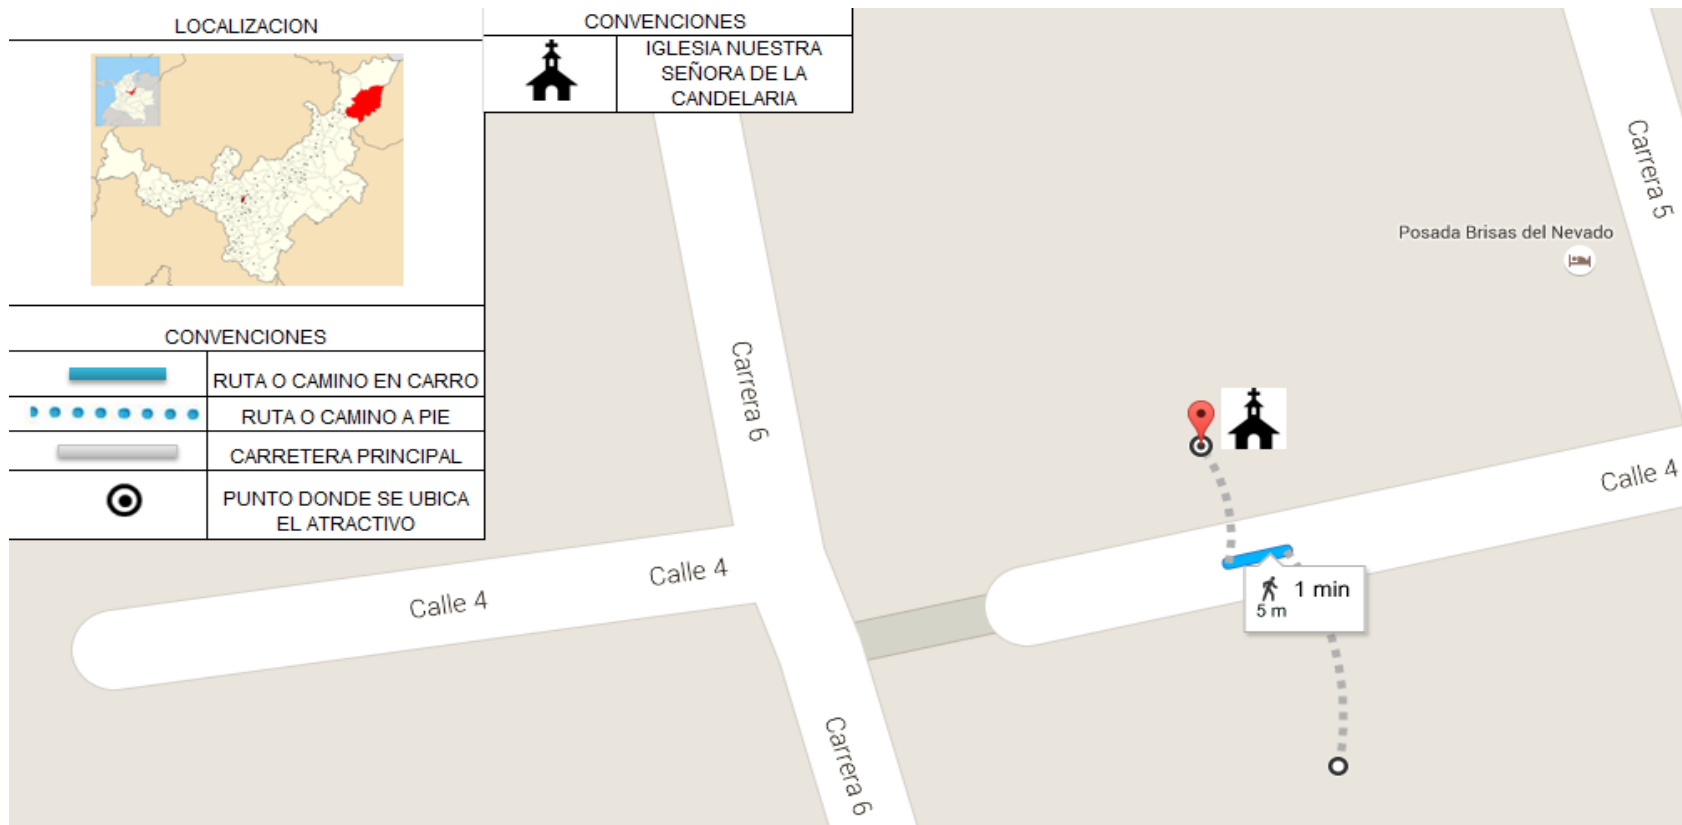 LOCALIZACION
CONVENCIONES
IGLESIA NUESTRA
SEÑORA DE LA
CANDELARIA
CONVENCIONES
RUTA O CAMINO EN CARRO
RUTA O CAMINO A PIE
CARRETERA PRINCIPAL
PUNTO DONDE SE UBICA
EL ATRACTIVO
Carrera 5
Posada Brisas del Nevado
Carrera 6
Calle 4
Calle 4
Calle 4
1 min
5 m
Carrera 6